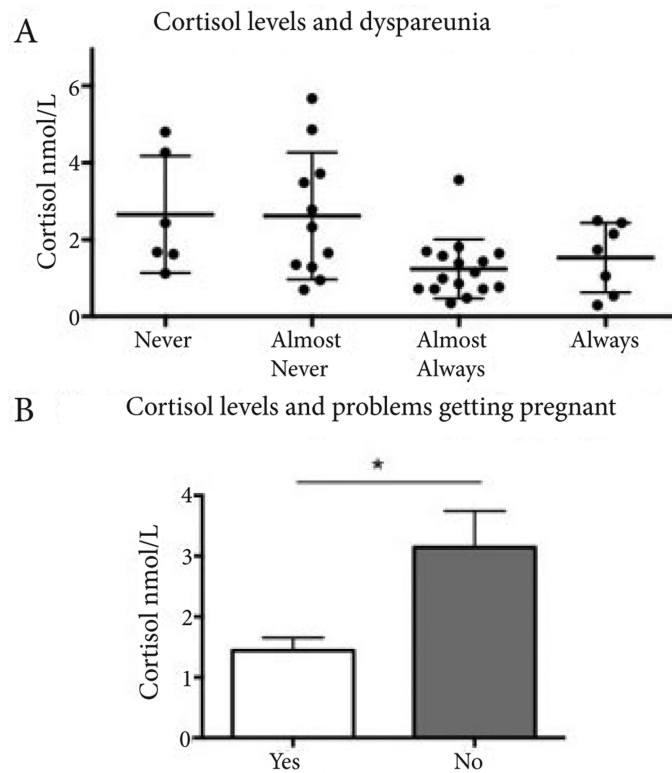 A
Cortisol levels and dyspareunia
Cortisol nmol/L
6
4
2
0
Never
Almost
Never
Almost
Always
Always
B
Cortisol levels and problems getting pregnant
*
Cortisol nmol/L
4
3
2
1
0
Yes
No